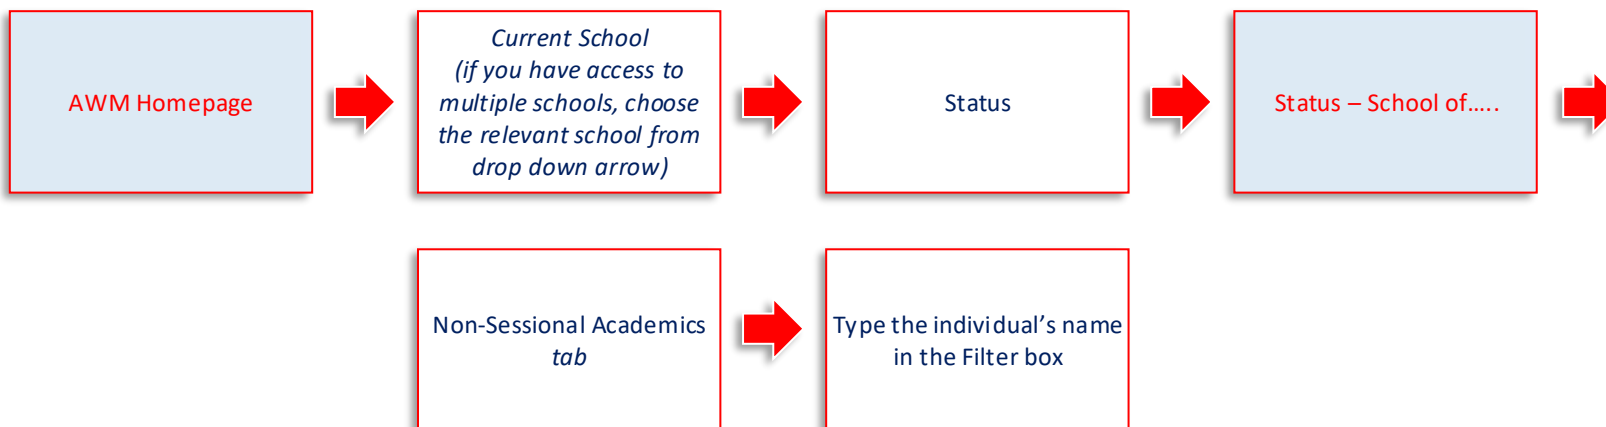 AWM Homepage
Current School
(if you have access to
multiple schools, choose
the relevant school from
drop down arrow)
Status
Status – School of…..
Non-Sessional Academics
tab
Type the individual’s name
in the Filter box